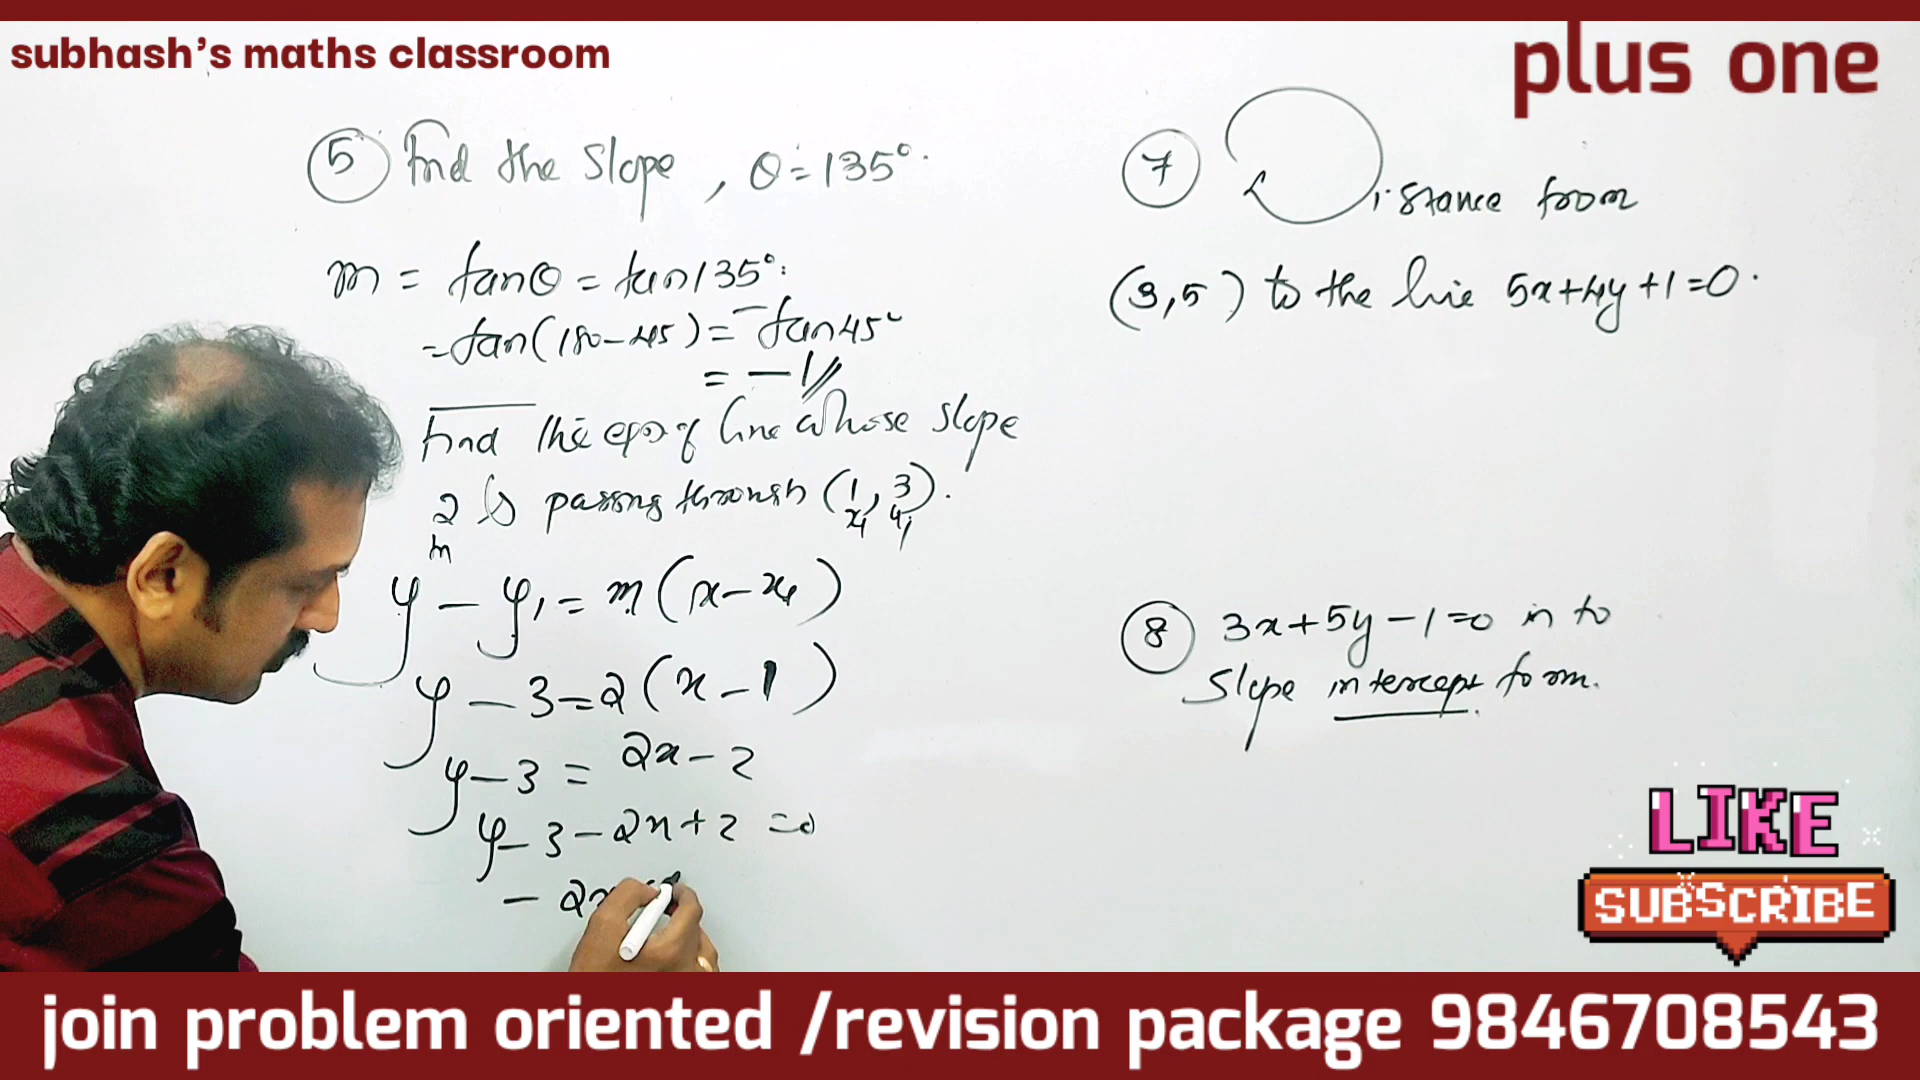 subhash's maths classroom
plus one
5 Find the Slope, θ = 135°.
m = tanθ = tan135°
= tan(180-45) = -tan45°
= -1//
Find the eqn of line whose slope
2 & passing through (1, 3).
m x₁ y₁
y - y₁ = m(x - x₁)
y - 3 = 2(x - 1)
y - 3 = 2x - 2
y - 3 - 2x + 2 = 0
- 2x
7 Distance from
(3,5) to the line 5x+4y+1=0.
8 3x+5y-1=0 in to
Slope intercept form.
LIKE
SUBSCRIBE
join problem oriented /revision package 9846708543